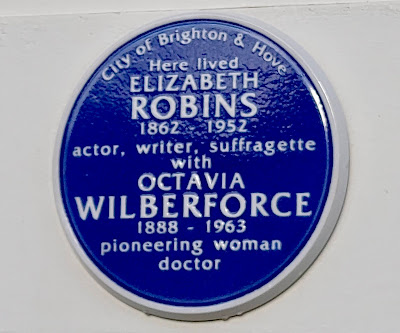 City of Brighton & Hove
Here lived
ELIZABETH
ROBINS
1862 - 1952
actor, writer, suffragette
with
OCTAVIA
WILBERFORCE
1888 - 1963
pioneering woman
doctor